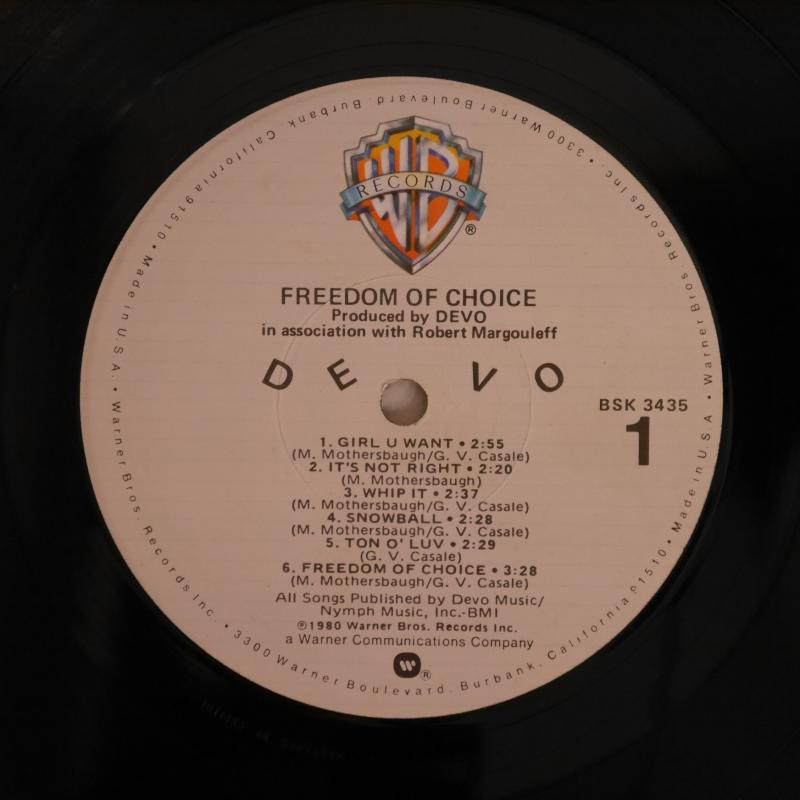 WB
RECORDS
®
FREEDOM OF CHOICE
Produced by DEVO
in association with Robert Margouleff
DE VO
BSK 3435
1
1. GIRL U WANT • 2:55
(M. Mothersbaugh/G. V. Casale)
2. IT'S NOT RIGHT • 2:20
(M. Mothersbaugh)
3. WHIP IT • 2:37
(M. Mothersbaugh/G. V. Casale)
4. SNOWBALL • 2:28
(M. Mothersbaugh/G. V. Casale)
5. TON O' LUV • 2:29
(G. V. Casale)
6. FREEDOM OF CHOICE • 3:28
(M. Mothersbaugh/G. V. Casale)
All Songs Published by Devo Music/
Nymph Music, Inc.-BMI
℗1980 Warner Bros. Records Inc.
a Warner Communications Company
®
Warner Bros. Records Inc. • 3300 Warner Boulevard, Burbank, California 91510 • Made in U.S.A. •
Warner Bros. Records Inc. • 3300 Warner Boulevard, Burbank, California 91510 • Made in U.S.A. •